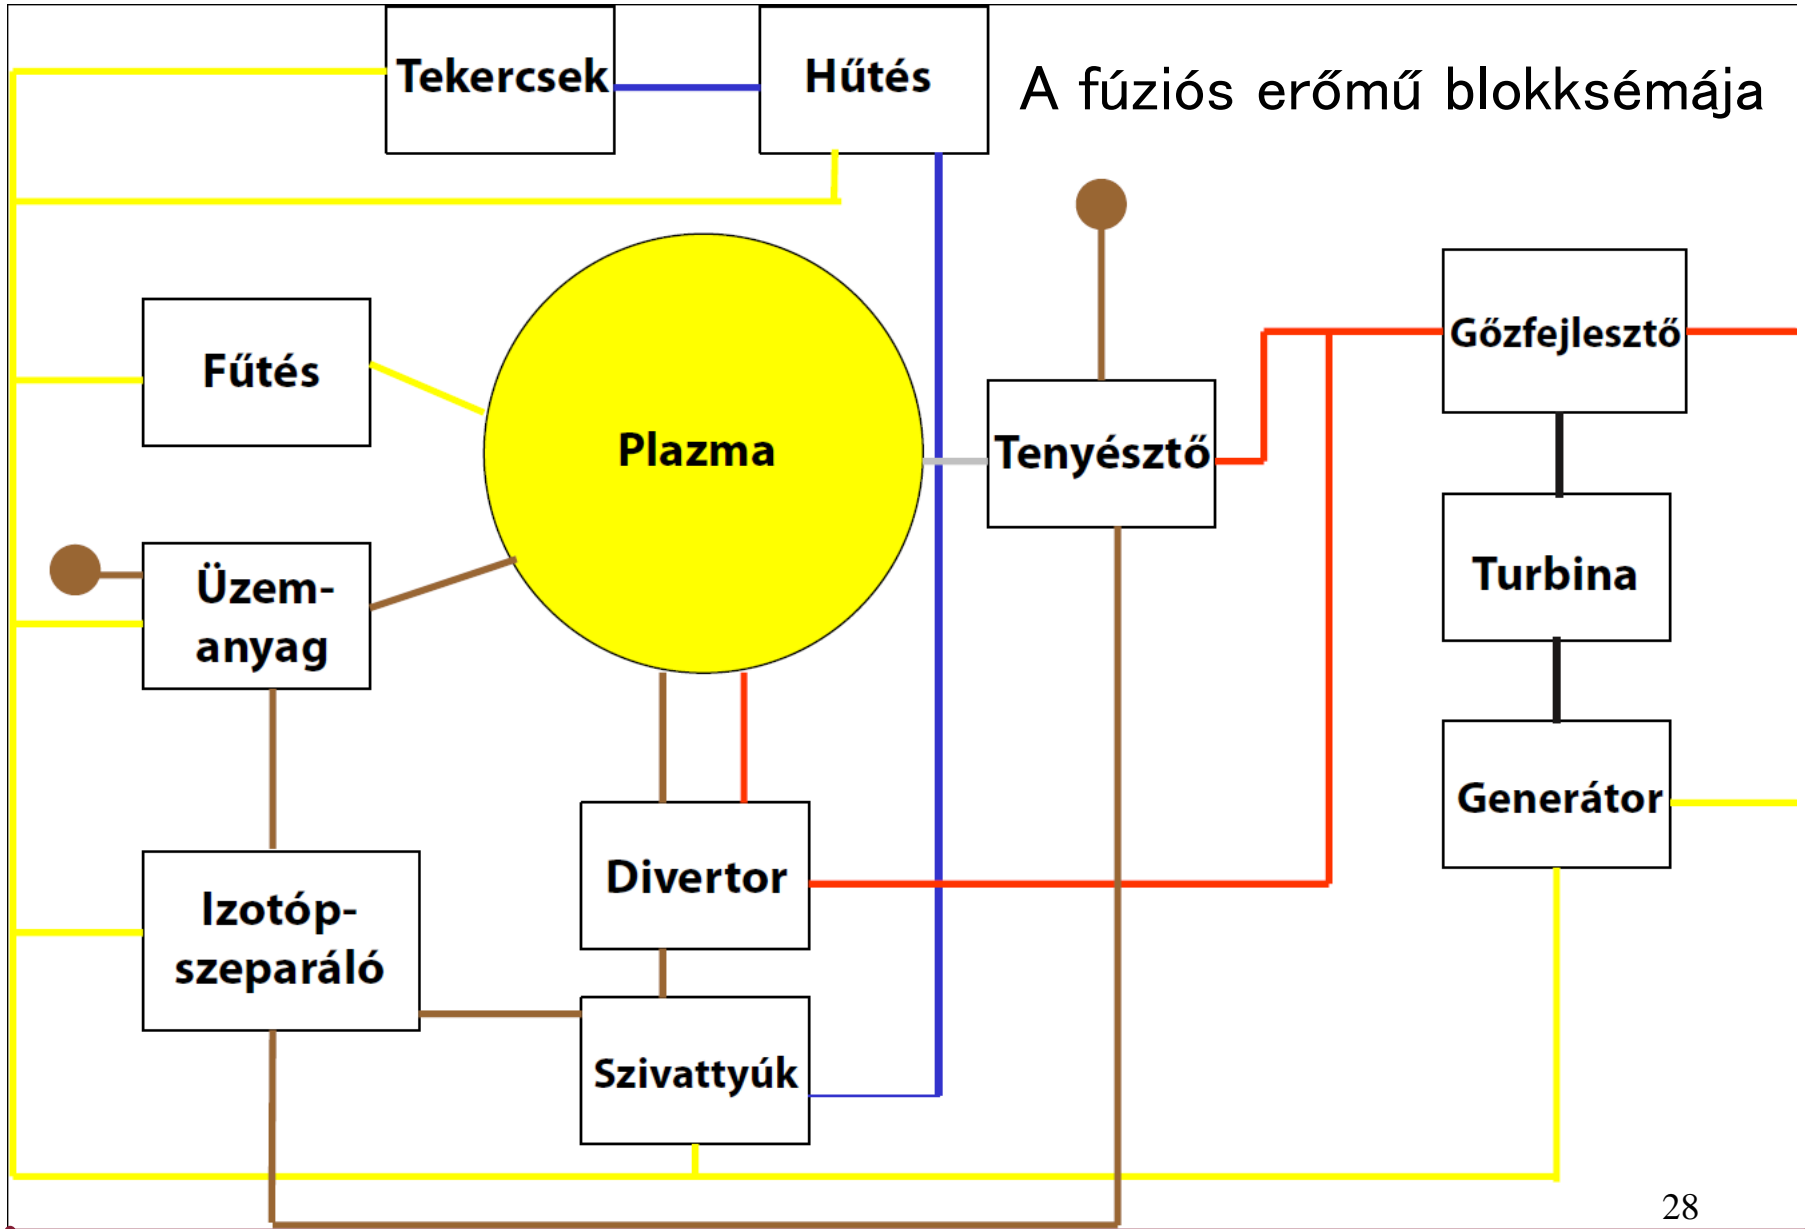 Tekercsek
Hűtés
A fúziós erőmű blokksémája
Fűtés
Plazma
Tenyésztő
Gőzfejlesztő
Üzem-
anyag
Turbina
Generátor
Divertor
Izotóp-
szeparáló
Szivattyúk
28